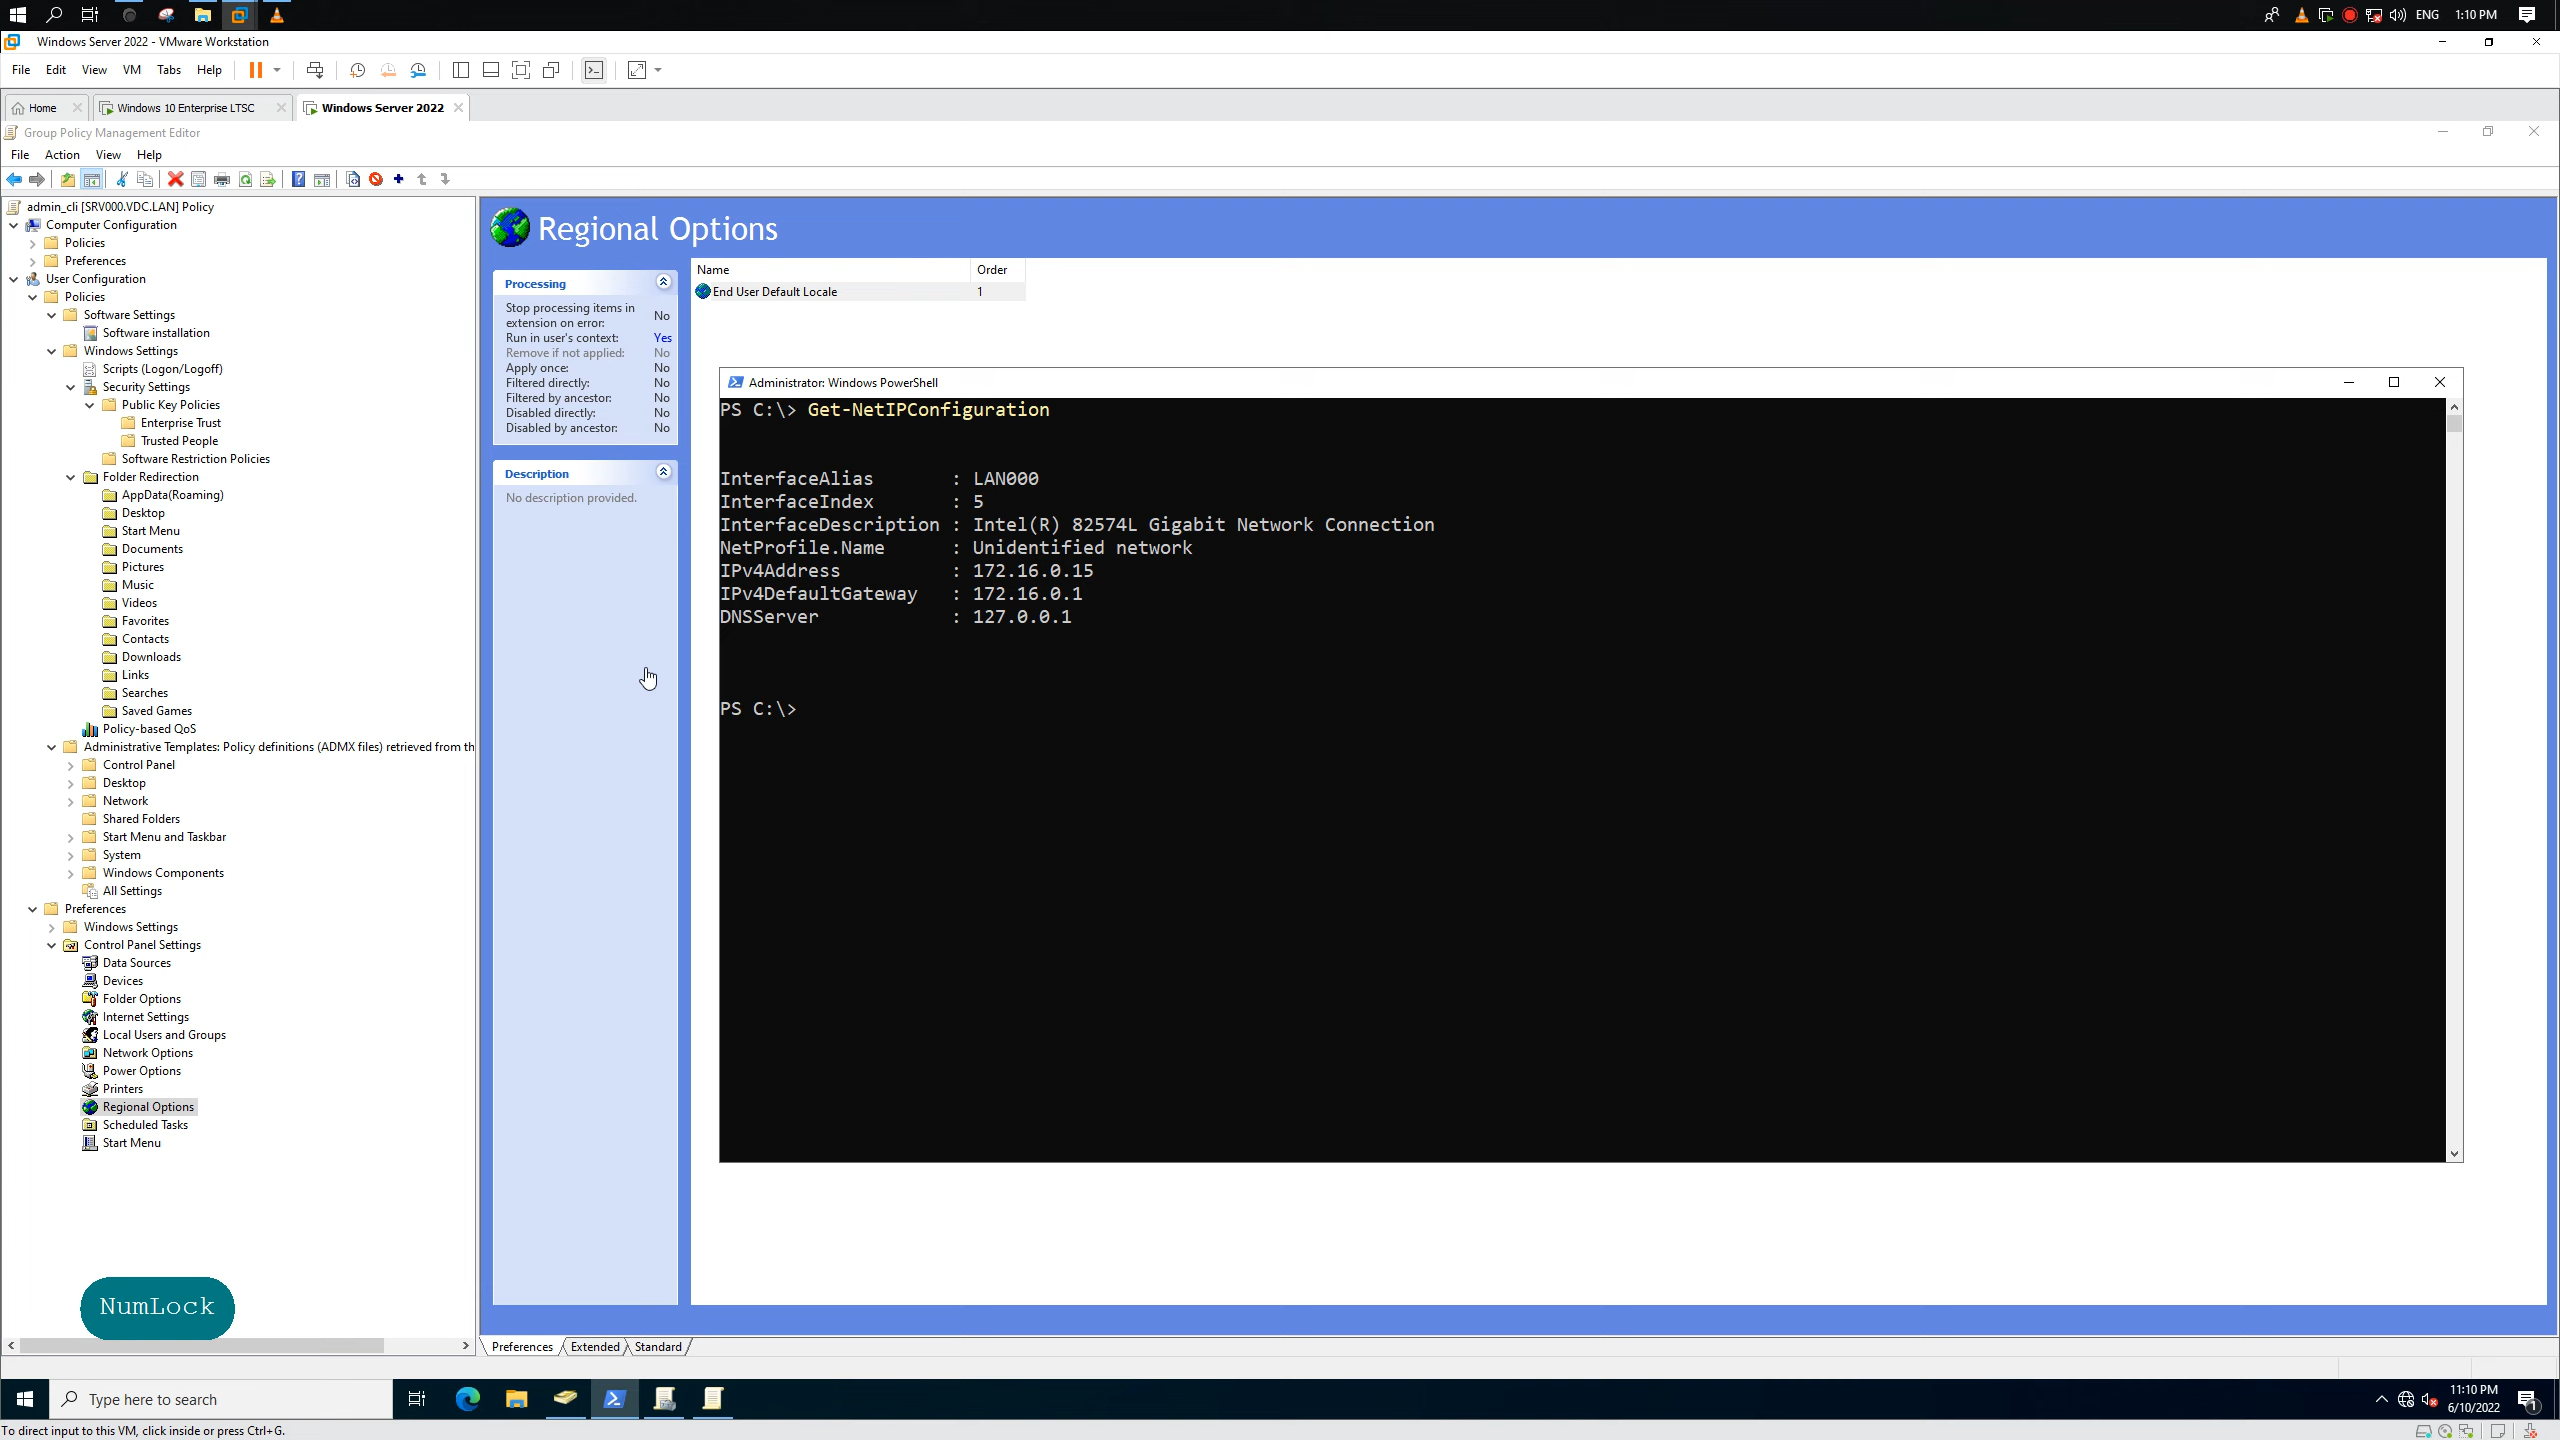 ENG 1:10 PM
Windows Server 2022 - VMware Workstation
File Edit View VM Tabs Help
Home Windows 10 Enterprise LTSC Windows Server 2022
Group Policy Management Editor
File Action View Help
admin_cli [SRV000.VDC.LAN] Policy
Computer Configuration
Policies
Preferences
User Configuration
Policies
Software Settings
Software installation
Windows Settings
Scripts (Logon/Logoff)
Security Settings
Public Key Policies
Enterprise Trust
Trusted People
Software Restriction Policies
Folder Redirection
AppData(Roaming)
Desktop
Start Menu
Documents
Pictures
Music
Videos
Favorites
Contacts
Downloads
Links
Searches
Saved Games
Policy-based QoS
Administrative Templates: Policy definitions (ADMX files) retrieved from th
Control Panel
Desktop
Network
Shared Folders
Start Menu and Taskbar
System
Windows Components
All Settings
Preferences
Windows Settings
Control Panel Settings
Data Sources
Devices
Folder Options
Internet Settings
Local Users and Groups
Network Options
Power Options
Printers
Regional Options
Scheduled Tasks
Start Menu
NumLock
Regional Options
Processing
Stop processing items in
extension on error: No
Run in user's context: Yes
Remove if not applied: No
Apply once: No
Filtered directly: No
Filtered by ancestor: No
Disabled directly: No
Disabled by ancestor: No
Description
No description provided.
Name Order
End User Default Locale 1
Administrator: Windows PowerShell
PS C:\> Get-NetIPConfiguration
InterfaceAlias : LAN000
InterfaceIndex : 5
InterfaceDescription : Intel(R) 82574L Gigabit Network Connection
NetProfile.Name : Unidentified network
IPv4Address : 172.16.0.15
IPv4DefaultGateway : 172.16.0.1
DNSServer : 127.0.0.1
PS C:\>
Preferences Extended Standard
Type here to search
11:10 PM
6/10/2022
1
To direct input to this VM, click inside or press Ctrl+G.